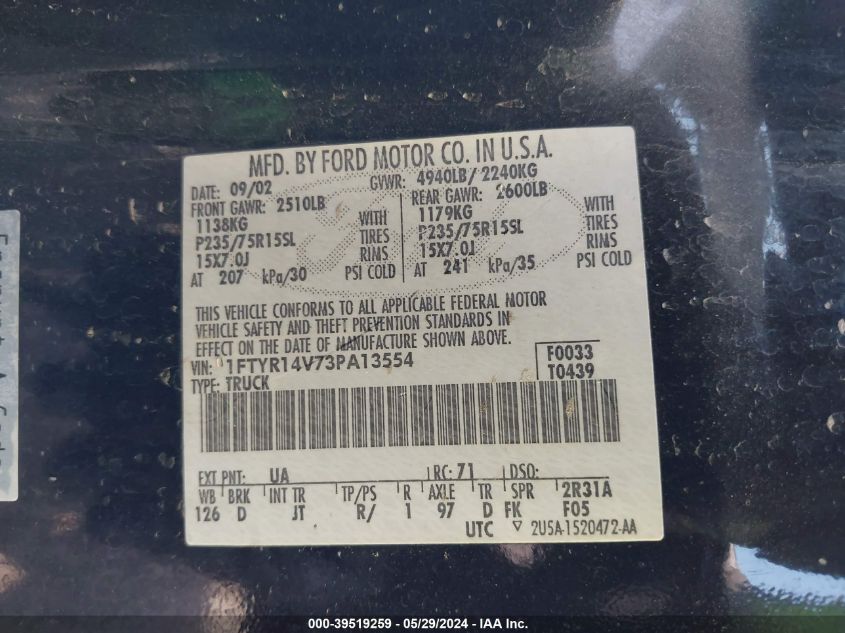 MFD. BY FORD MOTOR CO. IN U.S.A.
DATE: 09/02 GVWR: 4940LB/ 2240KG
FRONT GAWR: 2510LB REAR GAWR: 2600LB
1138KG WITH 1179KG WITH
P235/75R15SL TIRES P235/75R15SL TIRES
15X7.0J RINS 15X7.0J RINS
AT 207 kPa/30 PSI COLD AT 241 kPa/35 PSI COLD
THIS VEHICLE CONFORMS TO ALL APPLICABLE FEDERAL MOTOR
VEHICLE SAFETY AND THEFT PREVENTION STANDARDS IN
EFFECT ON THE DATE OF MANUFACTURE SHOWN ABOVE.
VIN: 1FTYR14V73PA13554 F0033
TYPE: TRUCK T0439
EXT PNT: UA RC: 71 DSO:
WB BRK INT TR TP/PS R AXLE TR SPR 2R31A
126 D JT R/ 1 97 D FK F05
UTC ▽ 2U5A-1520472-AA
000-39519259 - 05/29/2024 - IAA Inc.